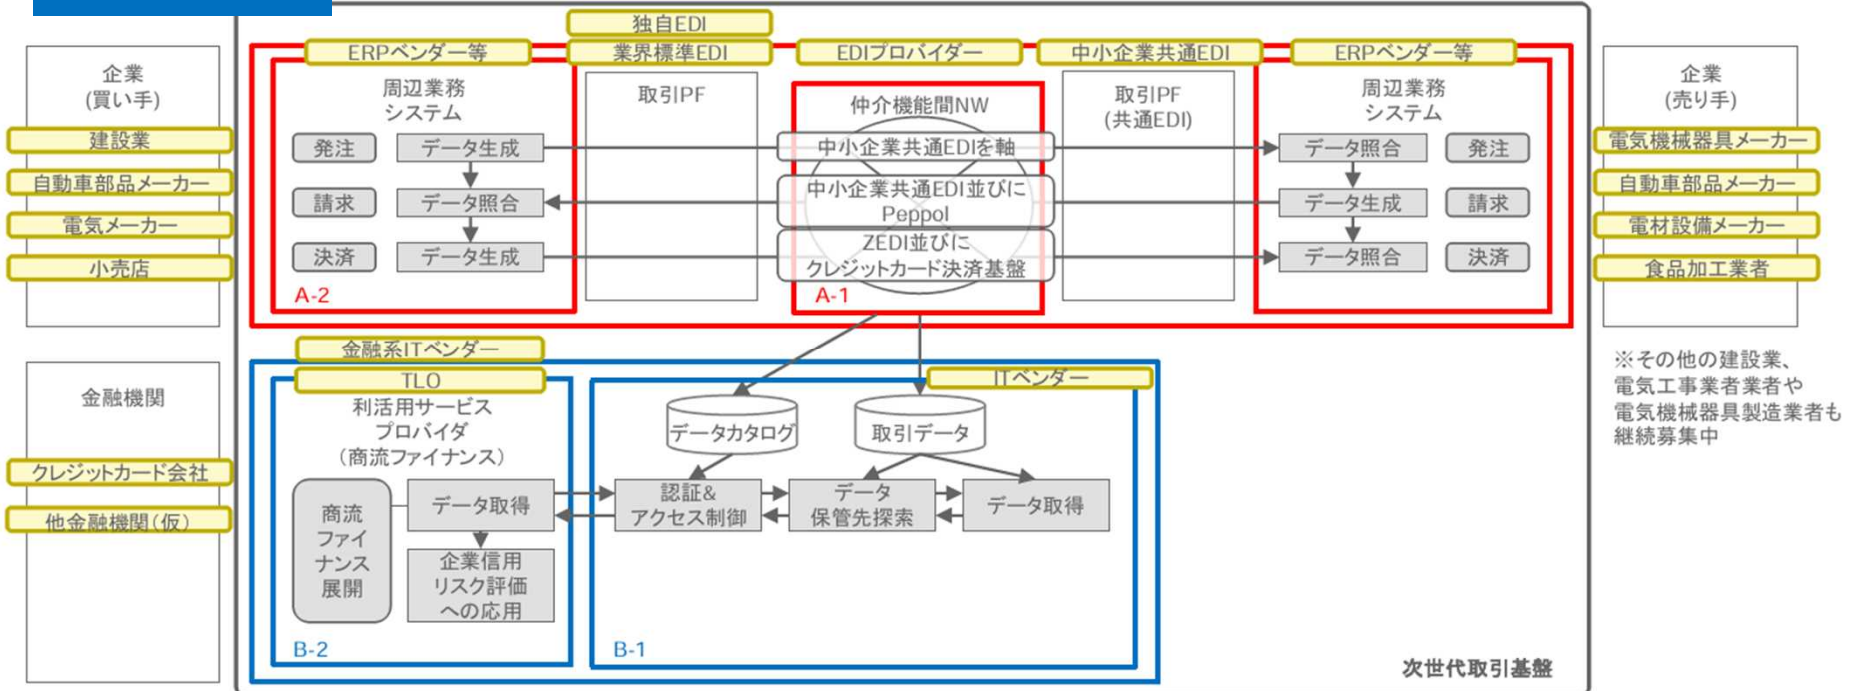 独自EDI
ERPベンダー等
業界標準EDI
EDIプロバイダー
中小企業共通EDI
ERPベンダー等
企業
(買い手)
建設業
自動車部品メーカー
電気メーカー
小売店
周辺業務
システム
発注
データ生成
請求
データ照合
決済
データ生成
A-2
取引PF
仲介機能間NW
中小企業共通EDIを軸
中小企業共通EDI並びに
Peppol
ZEDI並びに
クレジットカード決済基盤
A-1
取引PF
(共通EDI)
周辺業務
システム
データ照合
発注
データ生成
請求
データ照合
決済
企業
(売り手)
電気機械器具メーカー
自動車部品メーカー
電材設備メーカー
食品加工業者
※その他の建設業、
電気工事業者業者や
電気機械器具製造業者も
継続募集中
金融機関
クレジットカード会社
他金融機関(仮)
金融系ITベンダー
TLO
利活用サービス
プロバイダ
(商流ファイナンス)
商流
ファイ
ナンス
展開
データ取得
企業信用
リスク評価
への応用
B-2
ITベンダー
データカタログ
取引データ
認証&
アクセス制御
データ
保管先探索
データ取得
B-1
次世代取引基盤